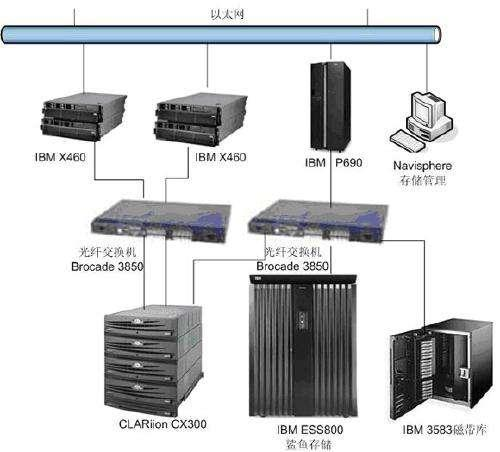 以太网
IBM X460
IBM X460
IBM P690
Navisphere
存储管理
光纤交换机
Brocade 3850
光纤交换机
Brocade 3850
CLARiion CX300
IBM ESS800
鲨鱼存储
IBM 3583磁带库